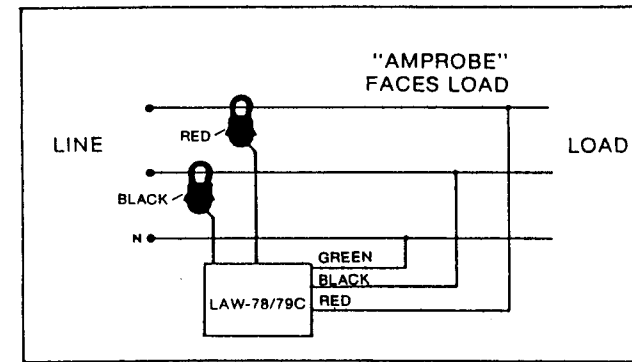 "AMPROBE"
FACES LOAD
RED
LINE
LOAD
BLACK
N
GREEN
BLACK
LAW-78/79C
RED